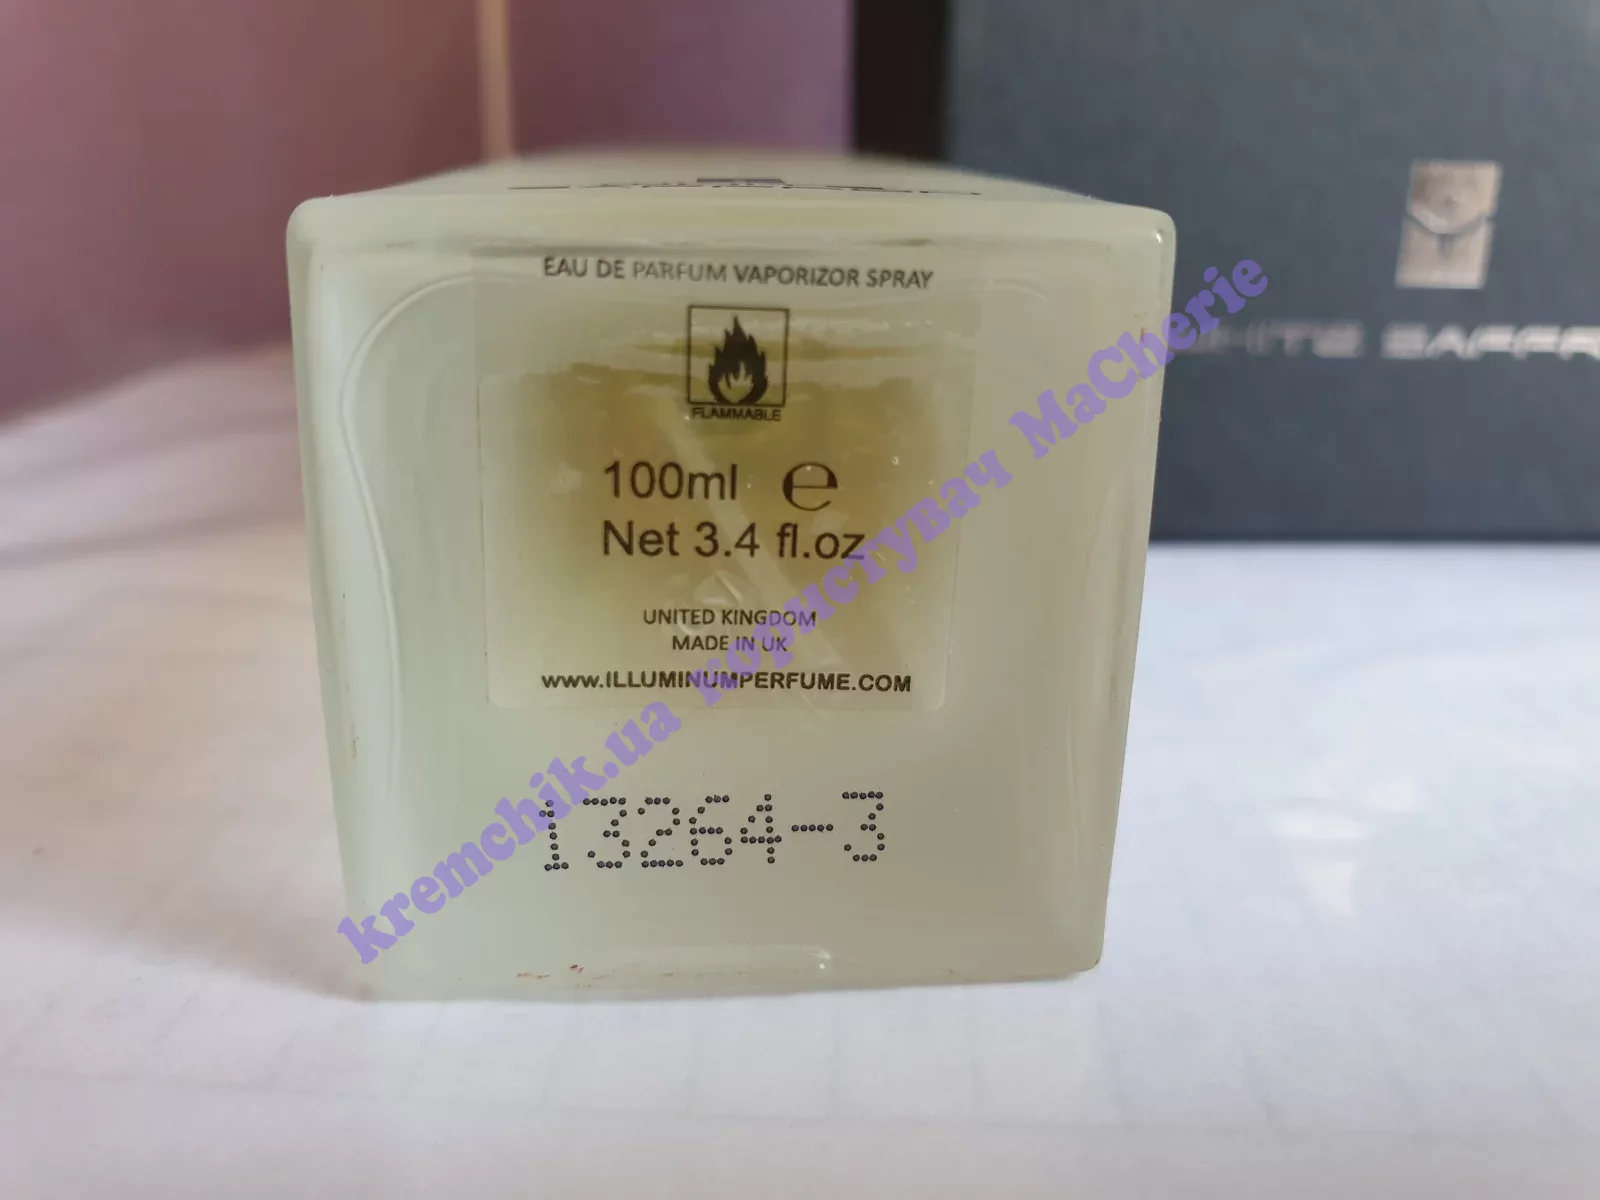 EAU DE PARFUM VAPORIZOR SPRAY
FLAMMABLE
100ml e
Net 3.4 fl.oz
UNITED KINGDOM
MADE IN UK
www.ILLUMINUMPERFUME.COM
13264-3
kremchik.ua користувач MaCherie